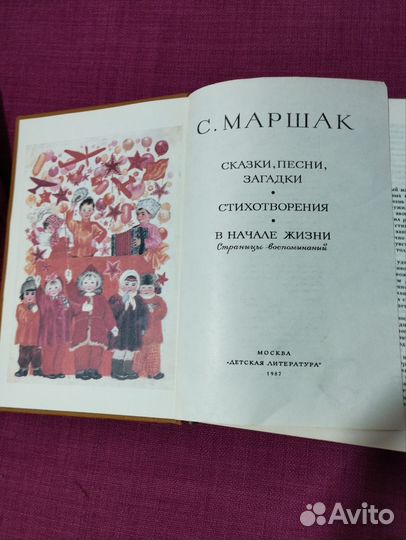 С. МАРШАК
СКАЗКИ, ПЕСНИ,
ЗАГАДКИ
•
СТИХОТВОРЕНИЯ
•
В НАЧАЛЕ ЖИЗНИ
Страницы воспоминаний
МОСКВА
«ДЕТСКАЯ ЛИТЕРАТУРА"
1987
Avito